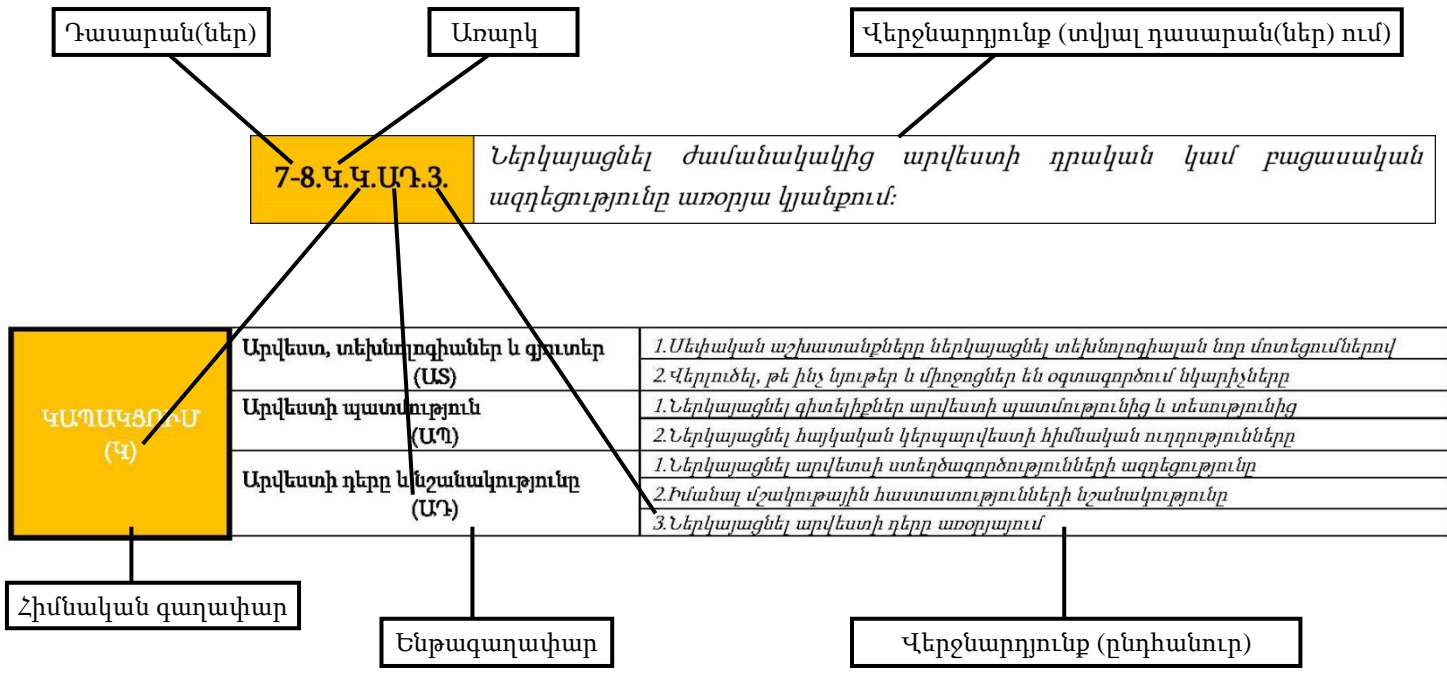 Դասարան(ներ)
Առարկ
Վերջնարդյունք (տվյալ դասարան(ներ) ում)
7-8.Կ.Կ.ԱԴ.3.
Ներկայացնել ժամանակակից արվեստի դրական կամ բացասական
ազդեցությունը առօրյա կյանքում:
ԿԱՊԱԿՑՈՒՄ
(Կ)
Արվեստ, տեխնոլոգիաներ և գյուտեր
(ԱՏ)
1.Սեփական աշխատանքները ներկայացնել տեխնոլոգիալան նոր մոտեցումներով
2.Վերլուծել, թե ինչ նյութեր և միջոցներ են օգտագործում նկարիչները
Արվեստի պատմություն
(ԱՊ)
1.Ներկայացնել գիտելիքներ արվեստի պատմությունից և տեսությունից
2.Ներկայացնել հայկական կերպարվեստի հիմնական ուղղությունները
Արվեստի դերը և նշանակությունը
(ԱԴ)
1.Ներկայացնել արվետսի ստեղծագործությունների ազդեցությունը
2.Իմանալ մշակութային հաստատությունների նշանակությունը
3.Ներկայացնել արվեստի դերը առօրյայում
Հիմնական գաղափար
Ենթագաղափար
Վերջնարդյունք (ընդհանուր)